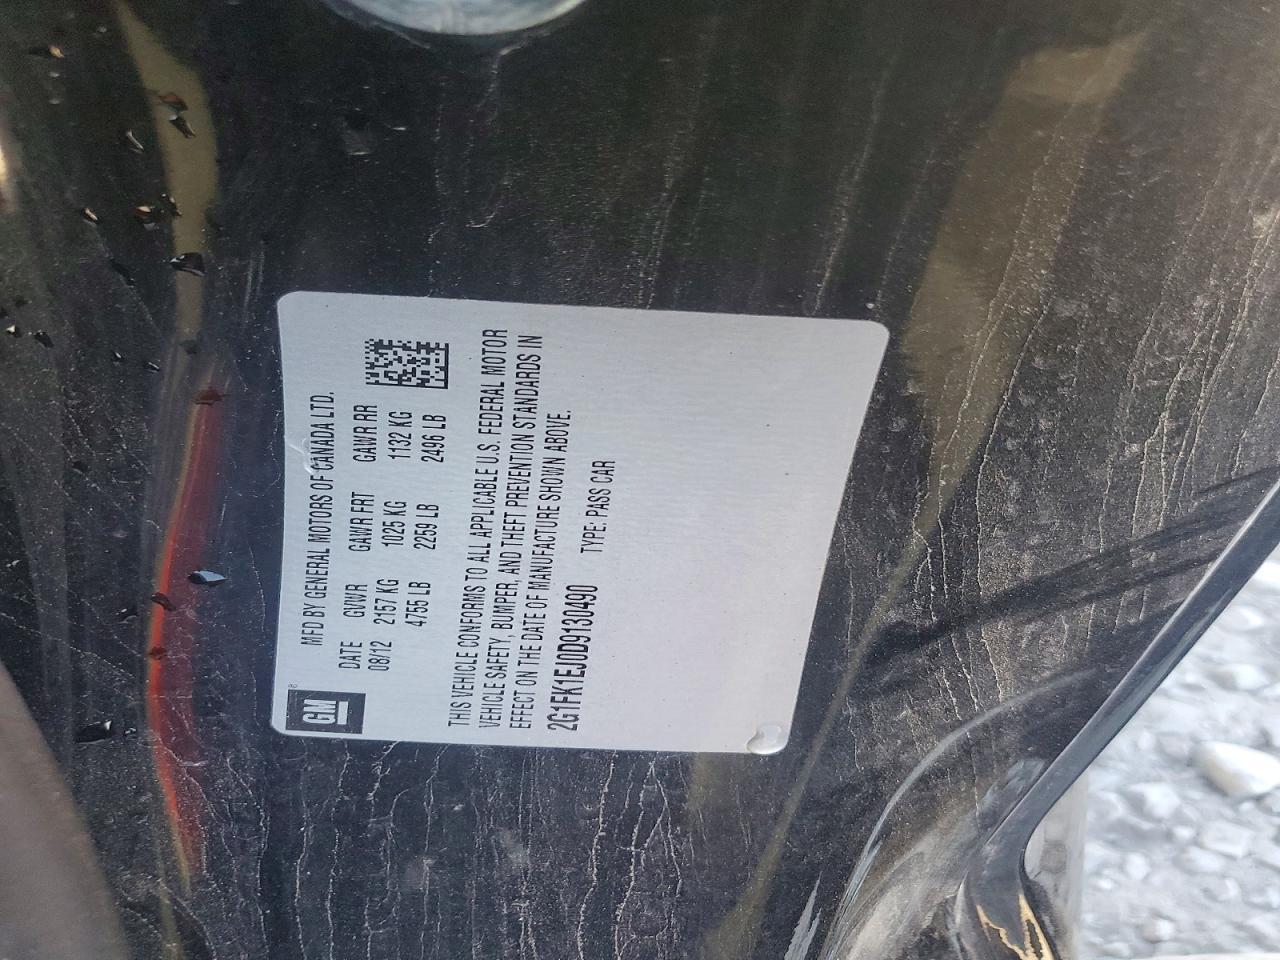 GM
MFD BY GENERAL MOTORS OF CANADA LTD.
DATE GVWR GAWR FRT GAWR RR
08/12 2157 KG 1025 KG 1132 KG
4755 LB 2259 LB 2496 LB
THIS VEHICLE CONFORMS TO ALL APPLICABLE U.S. FEDERAL MOTOR
VEHICLE SAFETY, BUMPER, AND THEFT PREVENTION STANDARDS IN
EFFECT ON THE DATE OF MANUFACTURE SHOWN ABOVE.
2G1FK1EJ0D9130490 TYPE: PASS CAR